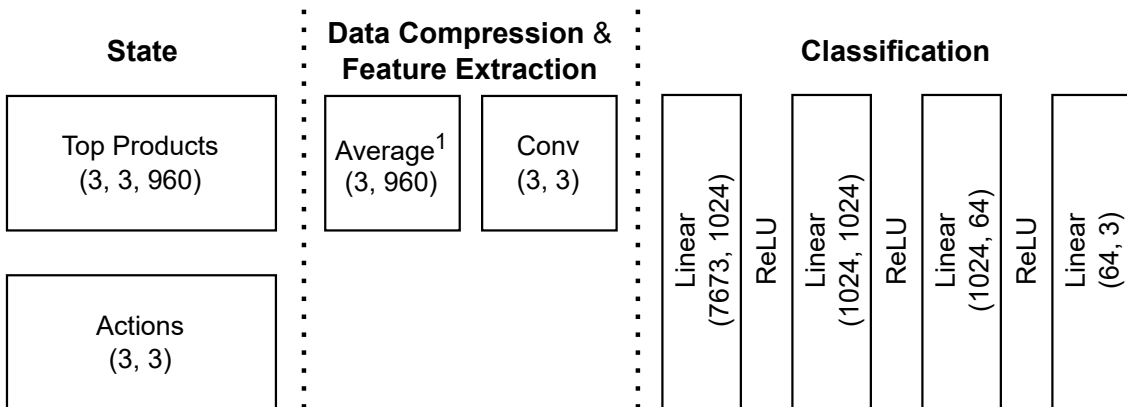 State
Top Products
(3, 3, 960)
Actions
(3, 3)
Data Compression &
Feature Extraction
Average¹
(3, 960)
Conv
(3, 3)
Classification
Linear
(7673, 1024)
ReLU
Linear
(1024, 1024)
ReLU
Linear
(1024, 64)
ReLU
Linear
(64, 3)